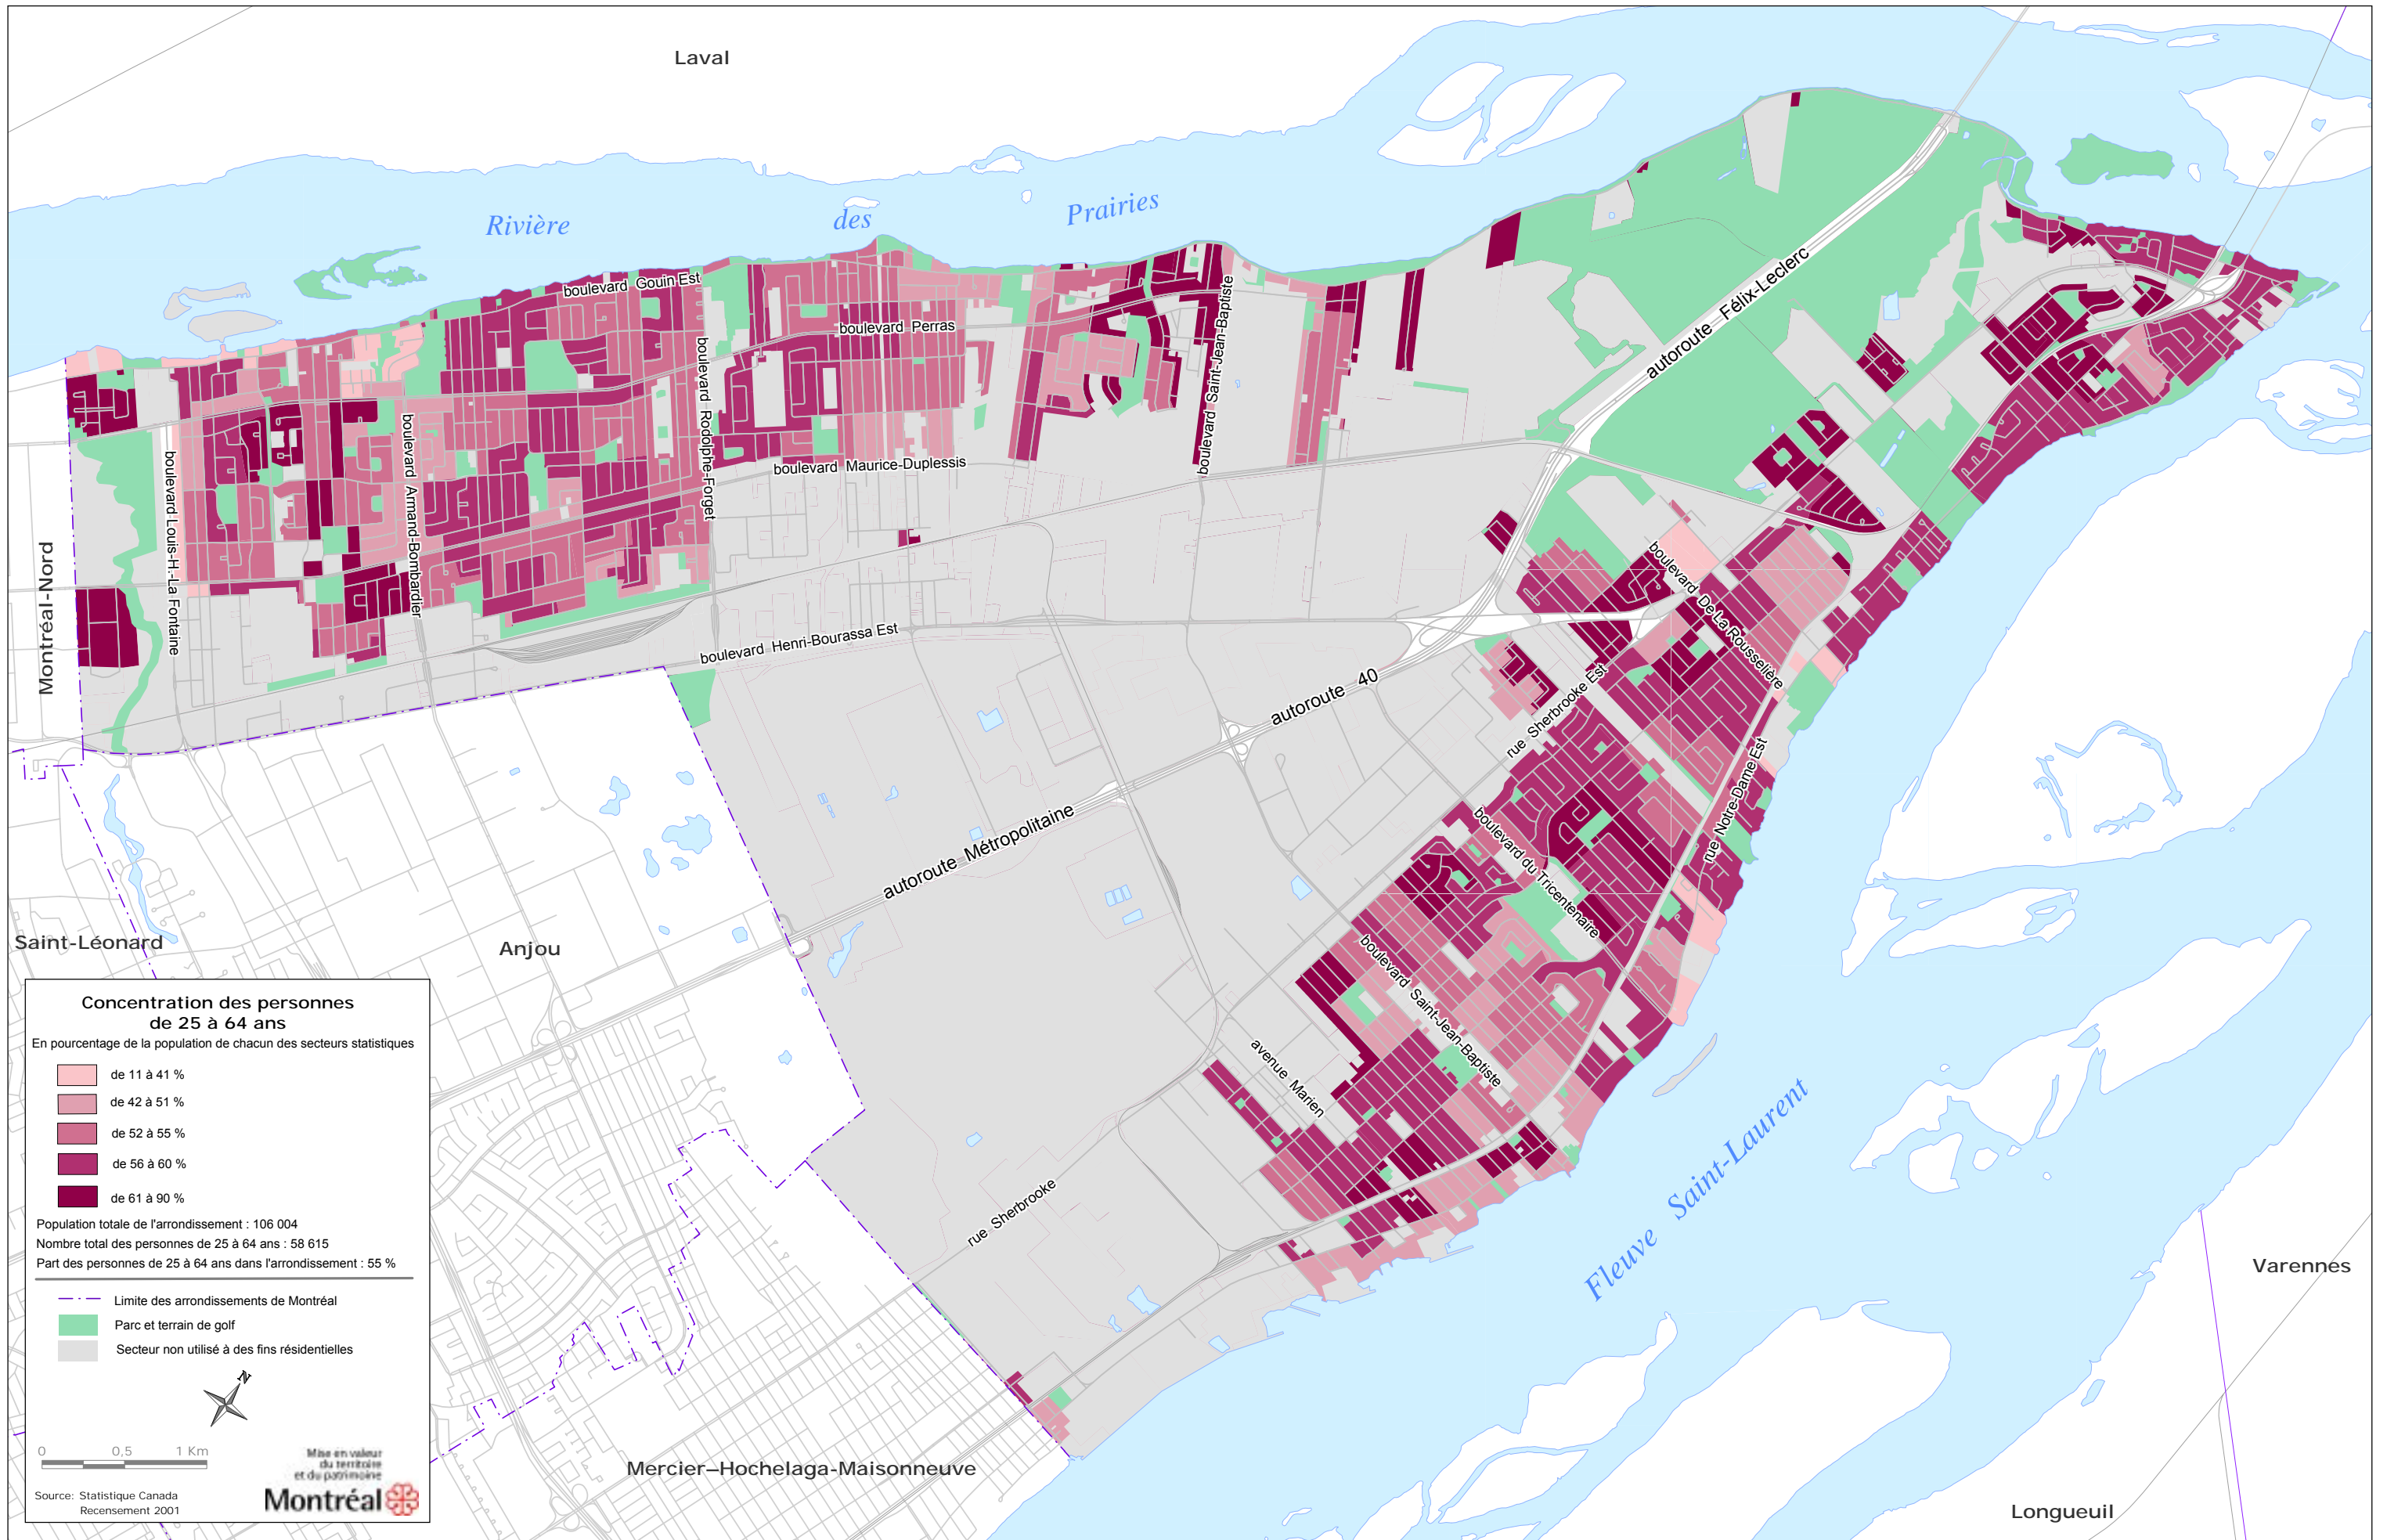 Laval
Rivière des Prairies
boulevard Gouin Est
boulevard Perras
boulevard Saint-Jean-Baptiste
autoroute Félix-Leclerc
boulevard Rodolphe-Forget
boulevard Maurice-Duplessis
boulevard Armand-Bombardier
boulevard Louis-H.-La Fontaine
Montréal-Nord
boulevard Henri-Bourassa Est
boulevard De La Rousselière
autoroute 40
rue Sherbrooke Est
rue Notre-Dame Est
autoroute Métropolitaine
boulevard du Tricentenaire
Saint-Léonard
Anjou
boulevard Saint-Jean-Baptiste
avenue Marien
rue Sherbrooke
Fleuve Saint-Laurent
Varennes
Mercier–Hochelaga-Maisonneuve
Longueuil
Concentration des personnes
de 25 à 64 ans
En pourcentage de la population de chacun des secteurs statistiques
de 11 à 41 %
de 42 à 51 %
de 52 à 55 %
de 56 à 60 %
de 61 à 90 %
Population totale de l'arrondissement : 106 004
Nombre total des personnes de 25 à 64 ans : 58 615
Part des personnes de 25 à 64 ans dans l'arrondissement : 55 %
Limite des arrondissements de Montréal
Parc et terrain de golf
Secteur non utilisé à des fins résidentielles
N
0 0,5 1 Km
Mise en valeur
du territoire
et du patrimoine
Montréal
Source: Statistique Canada
Recensement 2001